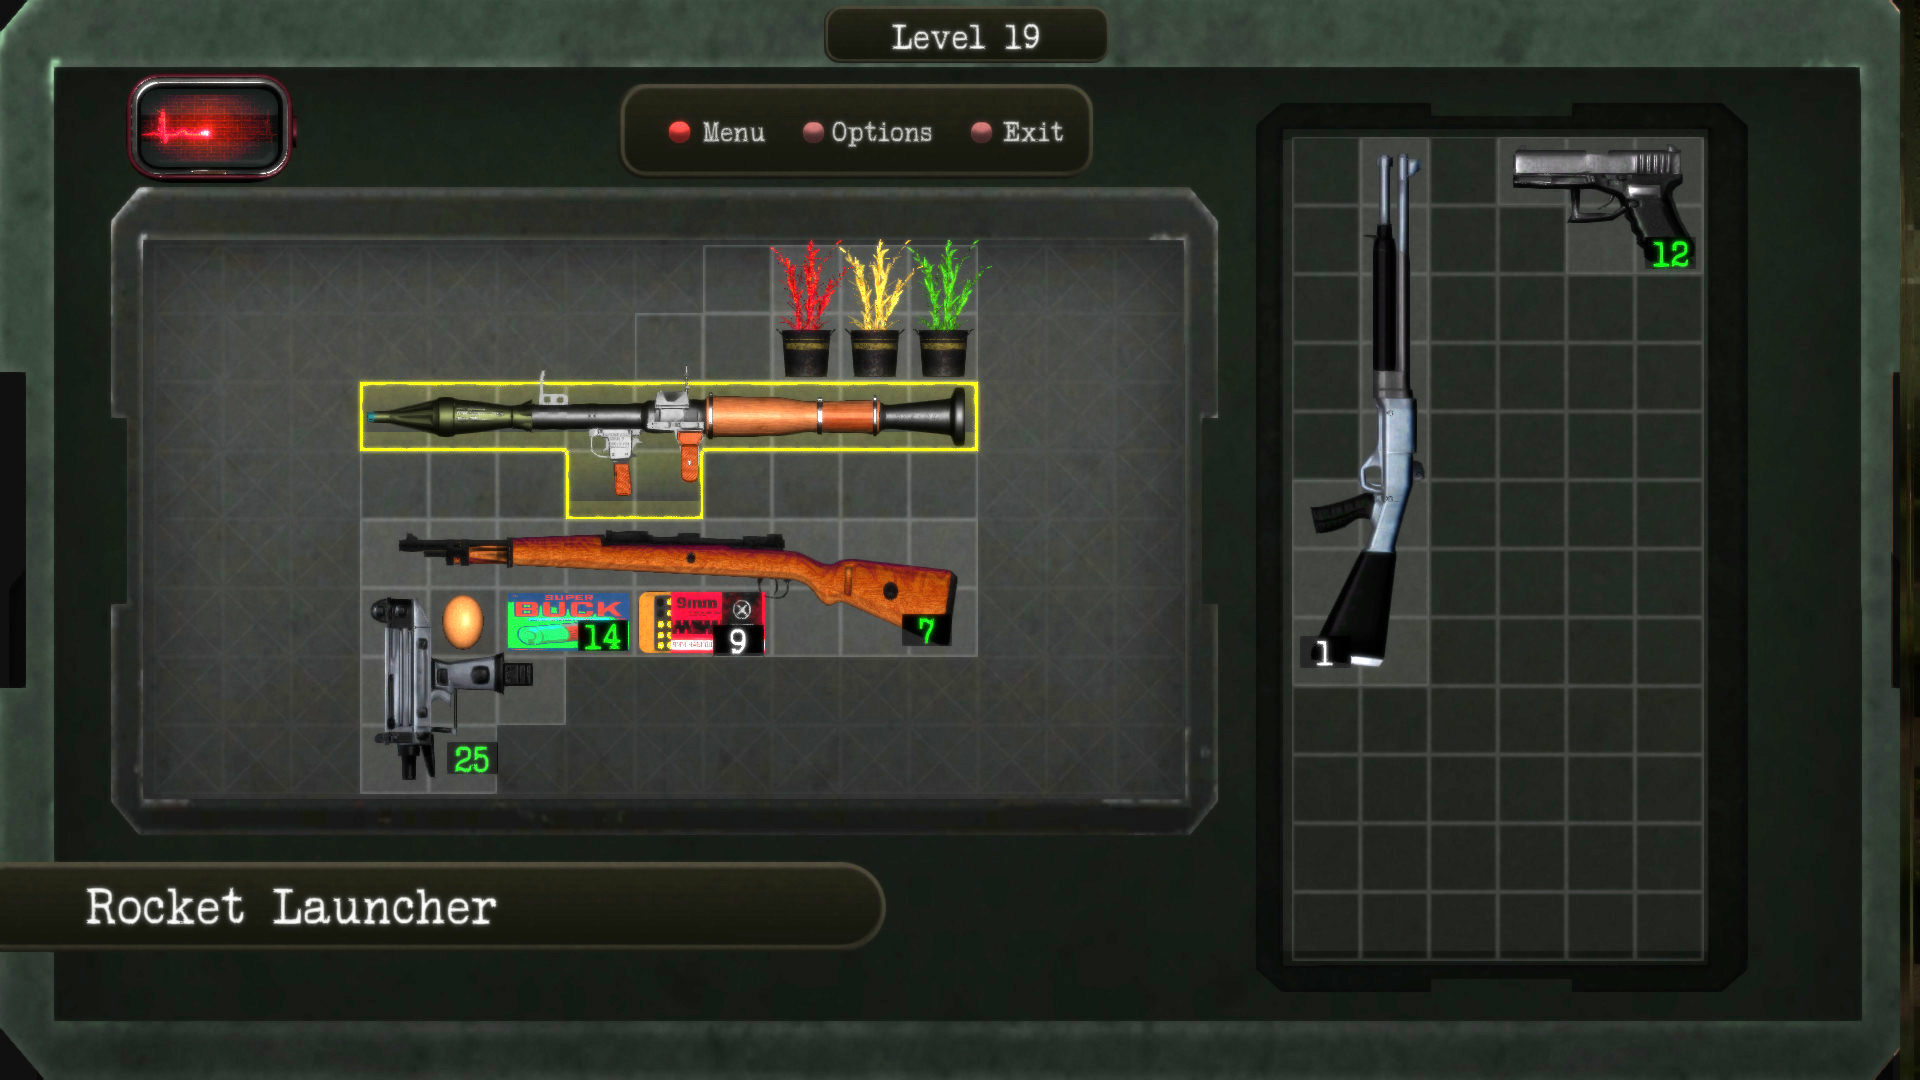 Level 19
Menu Options Exit
12
SUPER
BUCK
14
9mm
9
7
1
25
Rocket Launcher